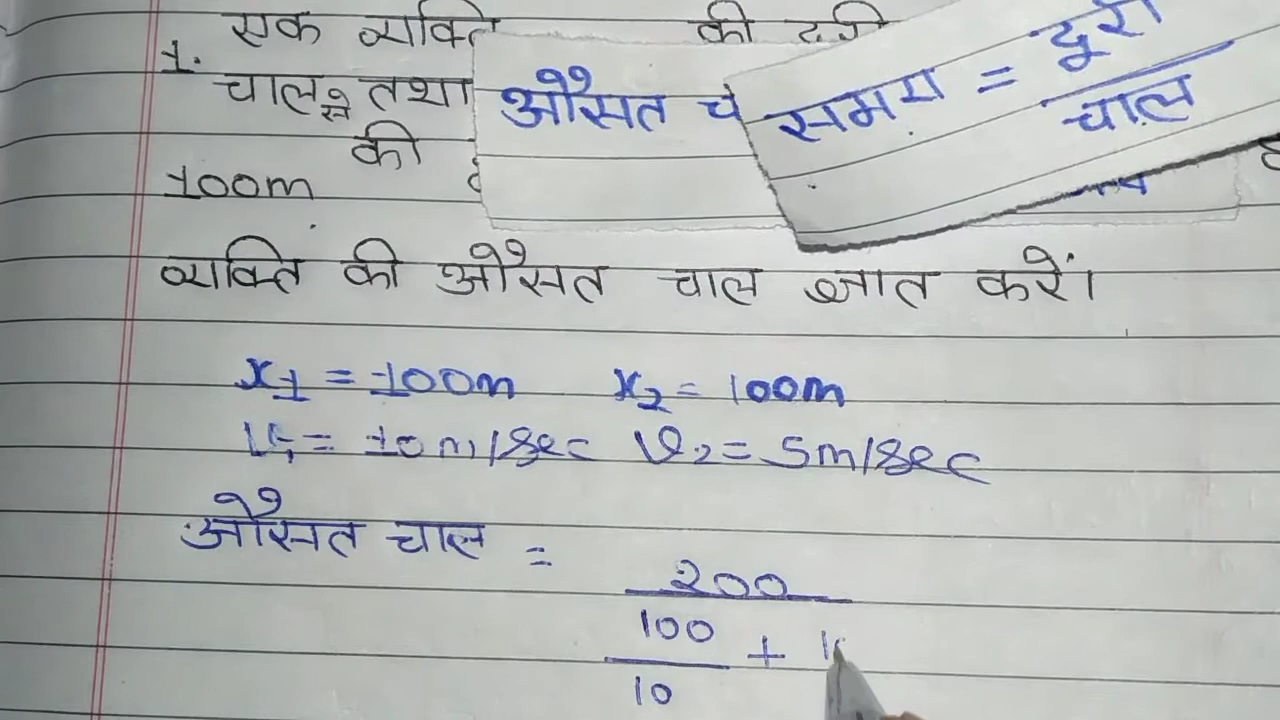 1. एक व्यक्ति की
चाल से तथा
की
100m
औसत
समय = दूरी / चाल
व्यक्ति की औसत चाल ज्ञात करें।
x₁ = 100m x₂ = 100m
v₁ = 10m/sec v₂ = 5m/sec
औसत चाल =
200
100 +
10